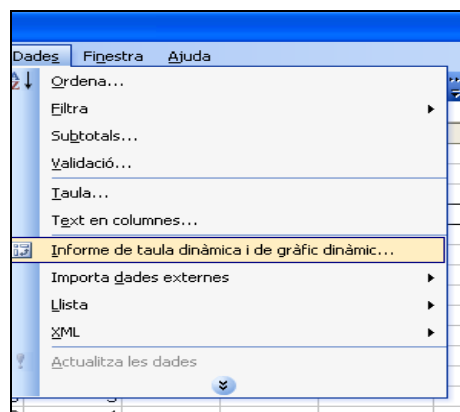 Dades Finestra Ajuda
Ordena...
Filtra
Subtotals...
Validació...
Taula...
Text en columnes...
Informe de taula dinàmica i de gràfic dinàmic...
Importa dades externes
Llista
XML
Actualitza les dades